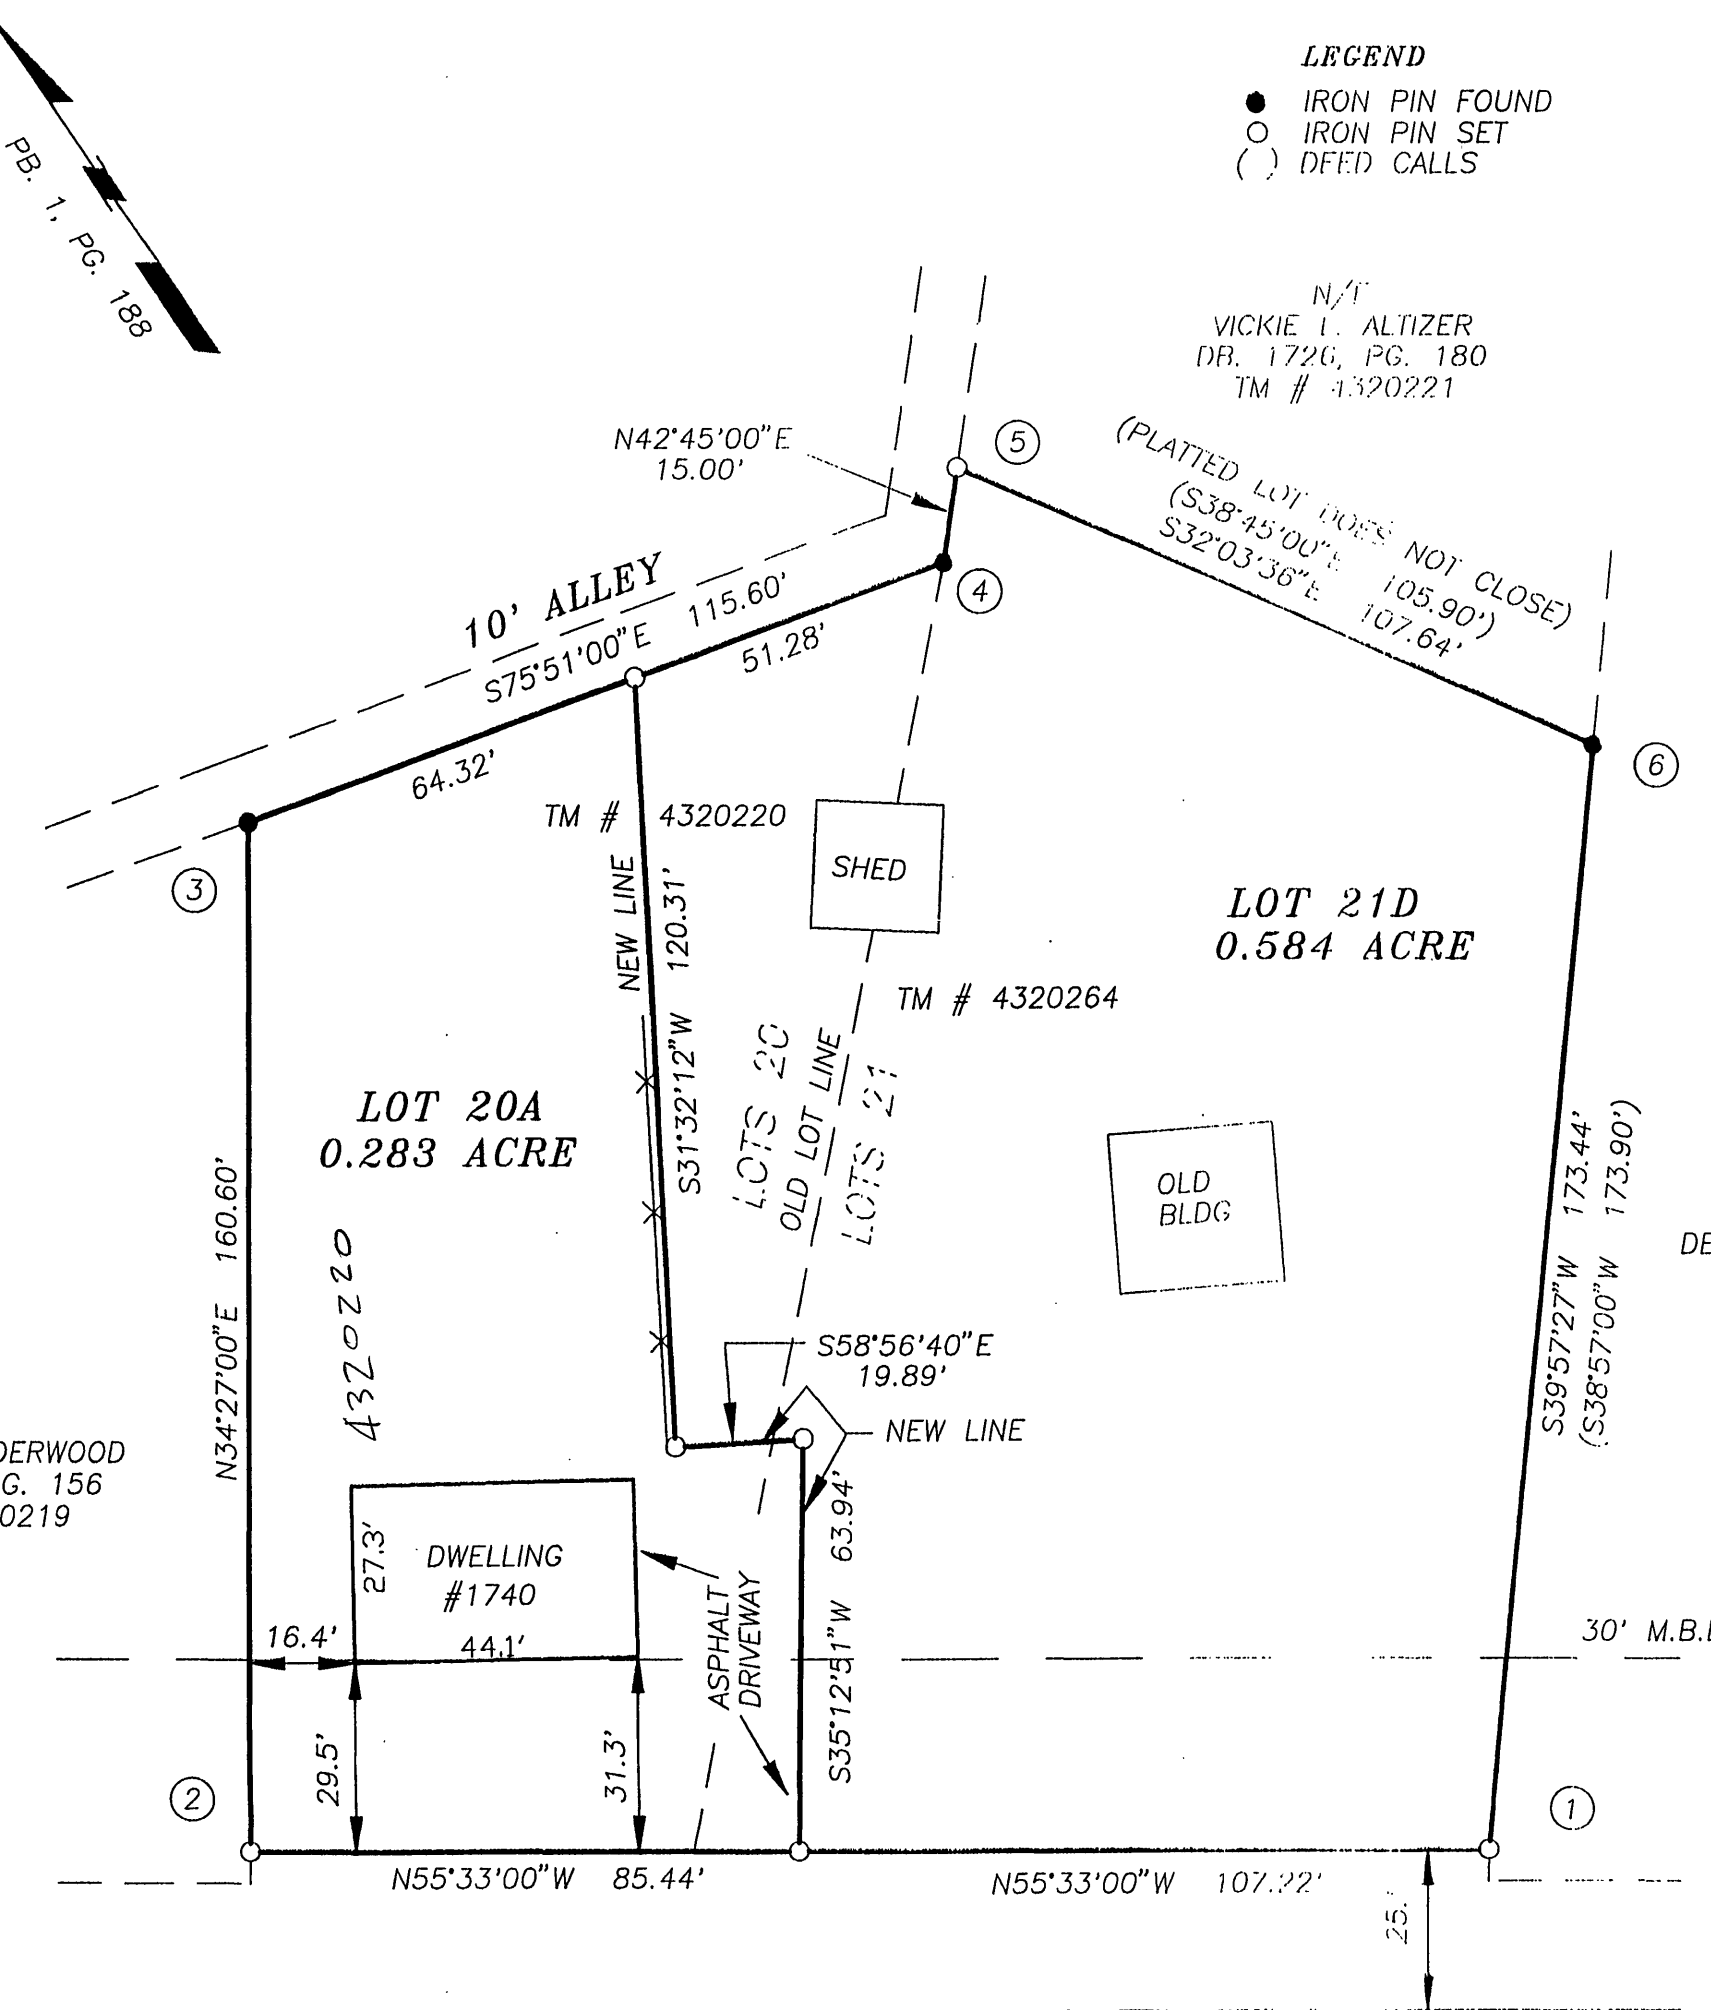 LEGEND
IRON PIN FOUND
IRON PIN SET
( ) DEED CALLS
PB. 1, PG. 188
VICKIE L. ALTIZER
DB. 1726, PG. 180
TM # 4320221
N42°45'00"E
15.00'
5
(PLATTED LOT DOES NOT CLOSE)
(S38°45'00"E 105.90')
S32°03'36"E 107.64'
10' ALLEY
S75°51'00"E 115.60'
4
51.28'
64.32'
6
3
TM # 4320220
SHED
NEW LINE
S31°32'12"W 120.31'
LOT 21D
0.584 ACRE
TM # 4320264
LOTS 20
OLD LOT LINE
LOTS 21
LOT 20A
0.283 ACRE
OLD
BLDG
S39°57'27"W 173.44'
(S38°57'00"W 173.90')
DE
N34°27'00"E 160.60'
4320220
S58°56'40"E
19.89'
NEW LINE
DERWOOD
G. 156
0219
27.3'
DWELLING
#1740
44.1'
16.4'
ASPHALT
DRIVEWAY
S35°12'51"W 63.94'
30' M.B.
29.5'
31.3'
2
1
N55°33'00"W 85.44'
N55°33'00"W 107.22'
25.'